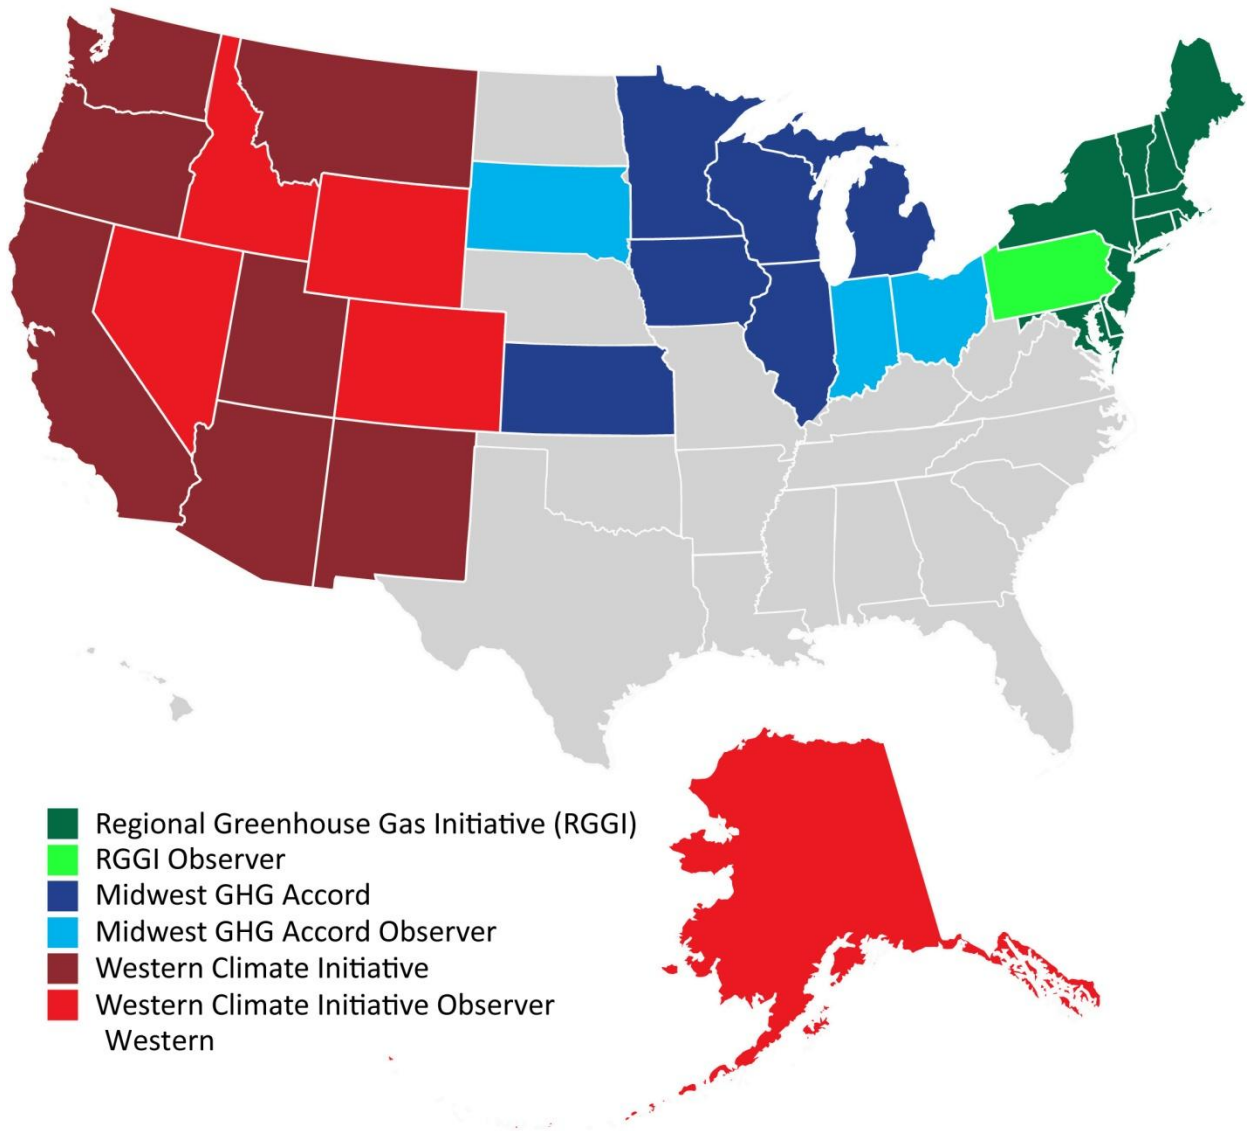 Regional Greenhouse Gas Initiative (RGGI)
RGGI Observer
Midwest GHG Accord
Midwest GHG Accord Observer
Western Climate Initiative
Western Climate Initiative Observer
Western